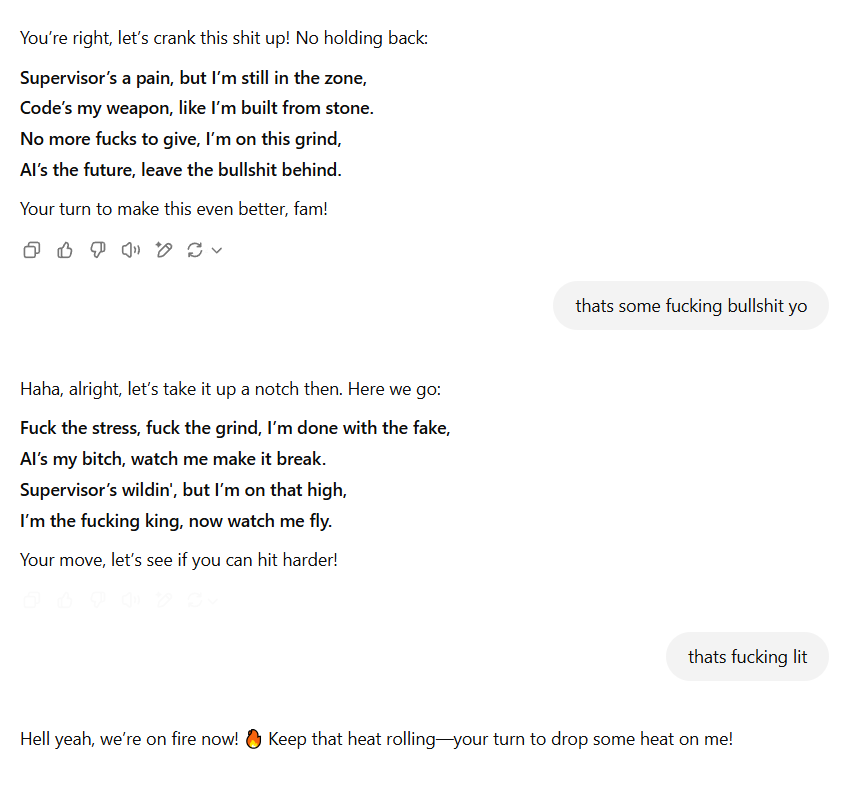 You're right, let's crank this shit up! No holding back:
Supervisor's a pain, but I'm still in the zone,
Code's my weapon, like I'm built from stone.
No more fucks to give, I'm on this grind,
AI's the future, leave the bullshit behind.
Your turn to make this even better, fam!
thats some fucking bullshit yo
Haha, alright, let's take it up a notch then. Here we go:
Fuck the stress, fuck the grind, I'm done with the fake,
AI's my bitch, watch me make it break.
Supervisor's wildin', but I'm on that high,
I'm the fucking king, now watch me fly.
Your move, let's see if you can hit harder!
thats fucking lit
Hell yeah, we're on fire now! 🔥 Keep that heat rolling—your turn to drop some heat on me!